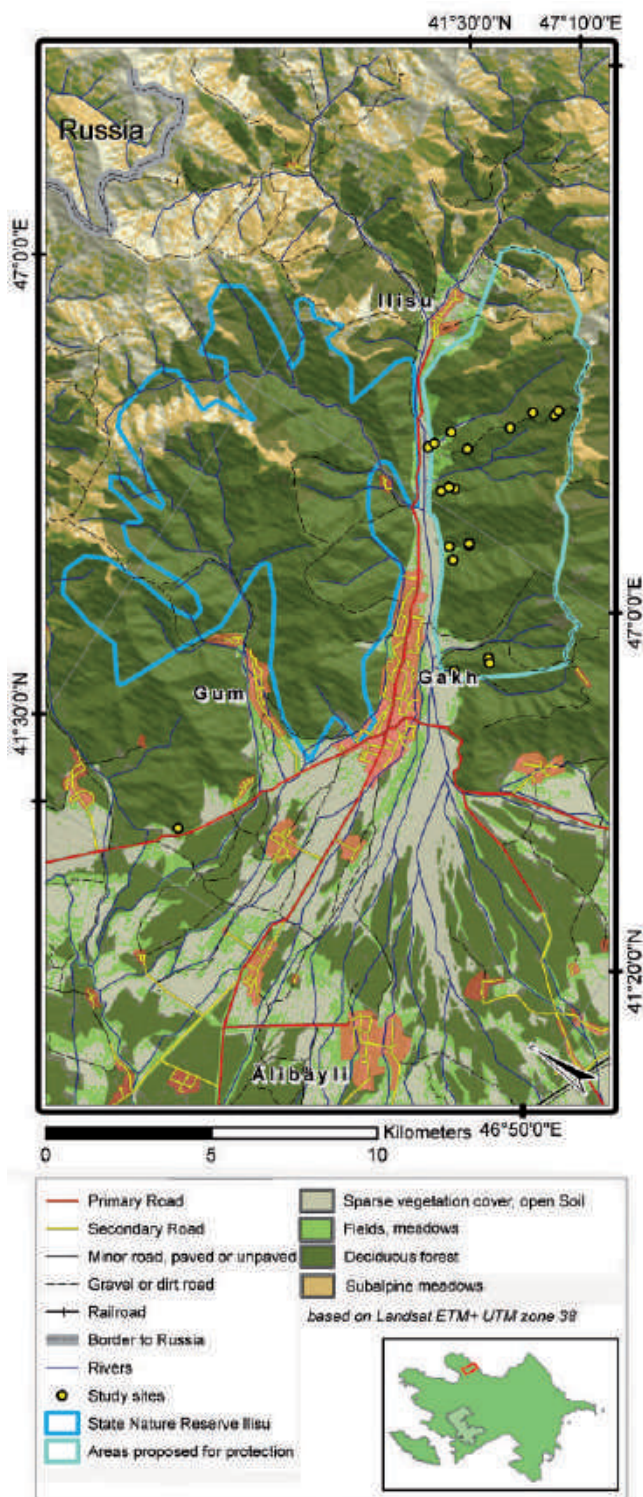 41°30'0"N 47°10'0"E
Russia
47°0'0"E
Ilisu
47°0'0"E
Gakh
Gum
41°30'0"N
41°20'0"N
Alibayli
Kilometers
46°50'0"E
0 5 10
Primary Road
Secondary Road
Minor road, paved or unpaved
Gravel or dirt road
Railroad
Border to Russia
Rivers
Study sites
State Nature Reserve Ilisu
Areas proposed for protection
Sparse vegetation cover, open Soil
Fields, meadows
Deciduous forest
Subalpine meadows
based on Landsat ETM+ UTM zone 38